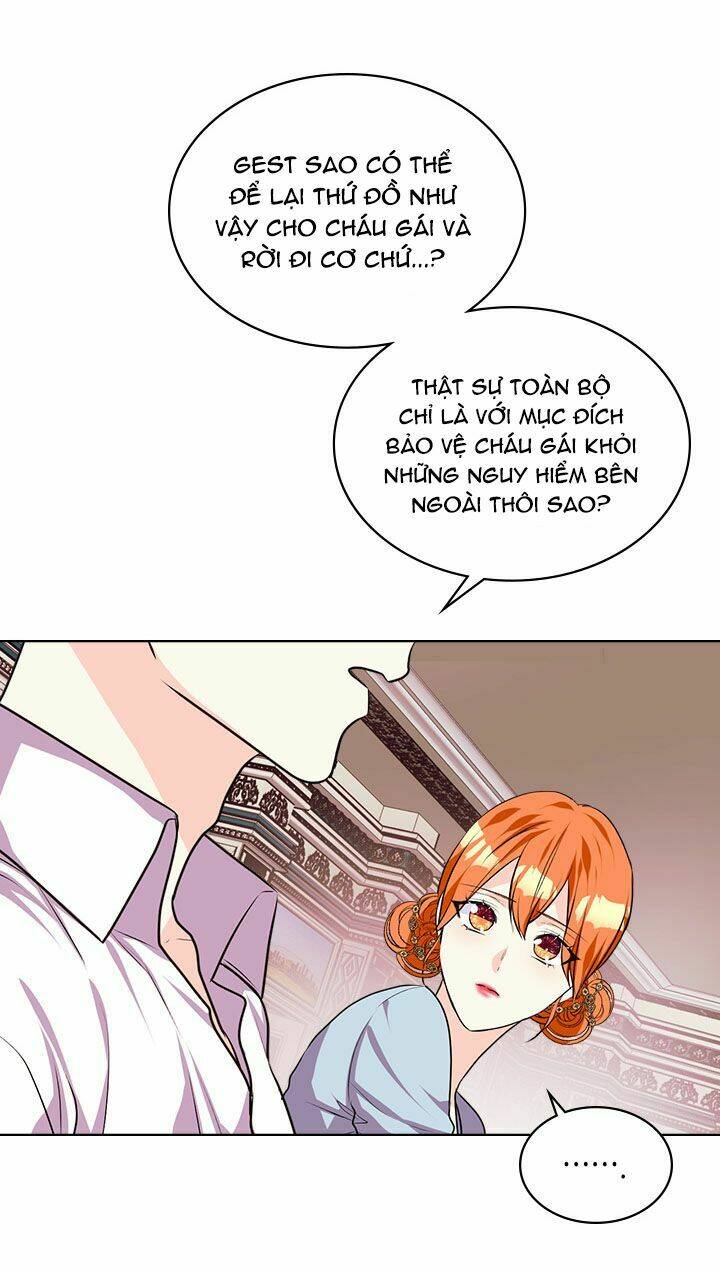 GEST SAO CÓ THỂ
ĐỂ LẠI THỨ ĐỒ NHƯ
VẬY CHO CHÁU GÁI VÀ
RỜI ĐI CƠ CHỨ...?
THẬT SỰ TOÀN BỘ
CHỈ LÀ VỚI MỤC ĐÍCH
BẢO VỆ CHÁU GÁI KHỎI
NHỮNG NGUY HIỂM BÊN
NGOÀI THÔI SAO?
.......